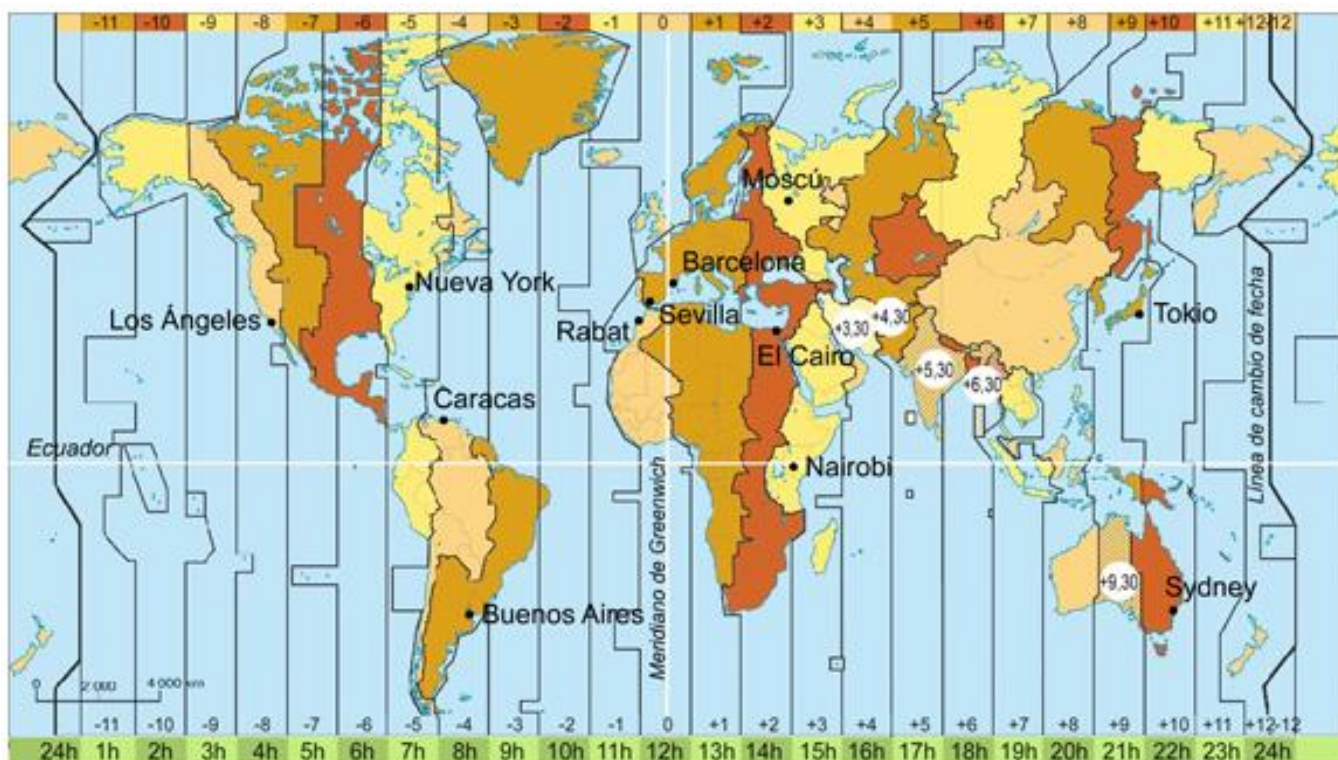 -11 -10 -9 -8 -7 -6 -5 -4 -3 -2 -1 0 +1 +2 +3 +4 +5 +6 +7 +8 +9 +10 +11 +12 -12
Moscú
Barcelona
Nueva York
Los Ángeles
Sevilla
Rabat
El Cairo
+3,30
+4,30
Tokio
+5,30
+6,30
Caracas
Ecuador
Nairobi
Línea de cambio de fecha
Meridiano de Greenwich
+9,30
Sydney
Buenos Aires
0 2 000 4 000 km
-11 -10 -9 -8 -7 -6 -5 -4 -3 -2 -1 0 +1 +2 +3 +4 +5 +6 +7 +8 +9 +10 +11 +12 -12
24h 1h 2h 3h 4h 5h 6h 7h 8h 9h 10h 11h 12h 13h 14h 15h 16h 17h 18h 19h 20h 21h 22h 23h 24h